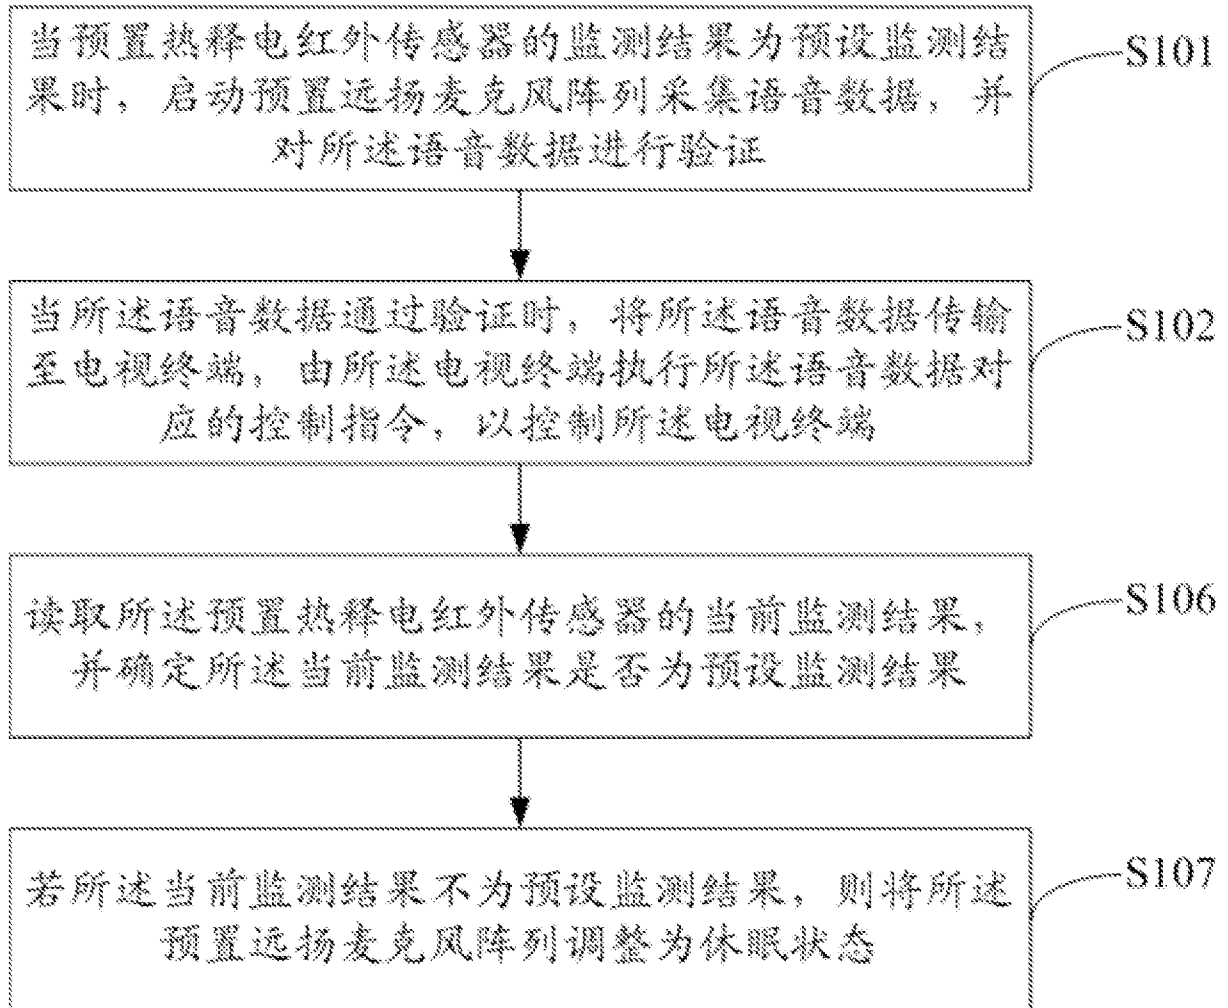 当预置热释电红外传感器的监测结果为预设监测结
果时，启动预置远扬麦克风阵列采集语音数据，并
对所述语音数据进行验证
S101
当所述语音数据通过验证时，将所述语音数据传输
至电视终端，由所述电视终端执行所述语音数据对
应的控制指令，以控制所述电视终端
S102
读取所述预置热释电红外传感器的当前监测结果，
并确定所述当前监测结果是否为预设监测结果
S106
若所述当前监测结果不为预设监测结果，则将所述
预置远扬麦克风阵列调整为休眠状态
S107